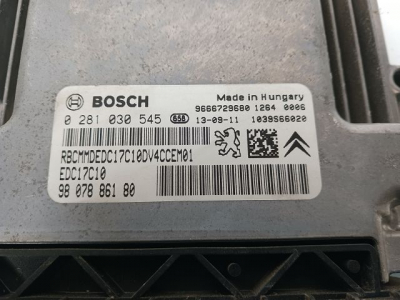 BOSCH
Made in Hungary
9666729680 1264 0006
0 281 030 545 658 13-09-11 1039S66020
RBCMMDEDC17C10DV4CCEM01
EDC17C10
98 078 861 80